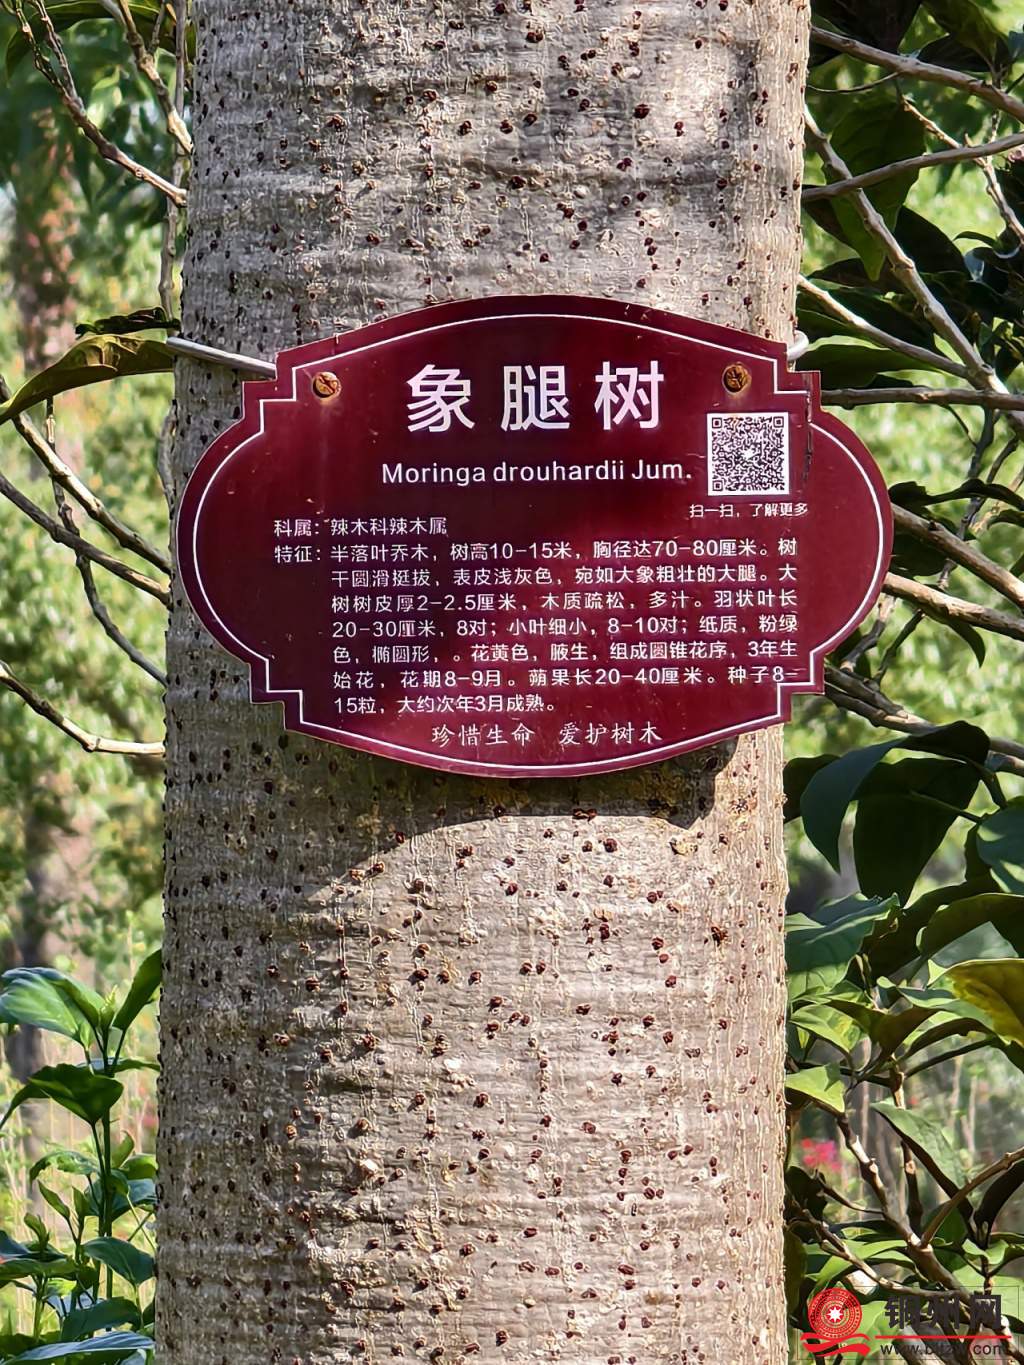 象腿树
Moringa drouhardii Jum.
扫一扫，了解更多
科属：辣木科辣木属
特征：半落叶乔木，树高10-15米，胸径达70-80厘米。树
干圆滑挺拔，表皮浅灰色，宛如大象粗壮的大腿。大
树树皮厚2-2.5厘米，木质疏松，多汁。羽状叶长
20-30厘米，8对；小叶细小，8-10对；纸质，粉绿
色，椭圆形，。花黄色，腋生，组成圆锥花序，3年生
始花，花期8-9月。蒴果长20-40厘米。种子8-
15粒，大约次年3月成熟。
珍惜生命 爱护树木